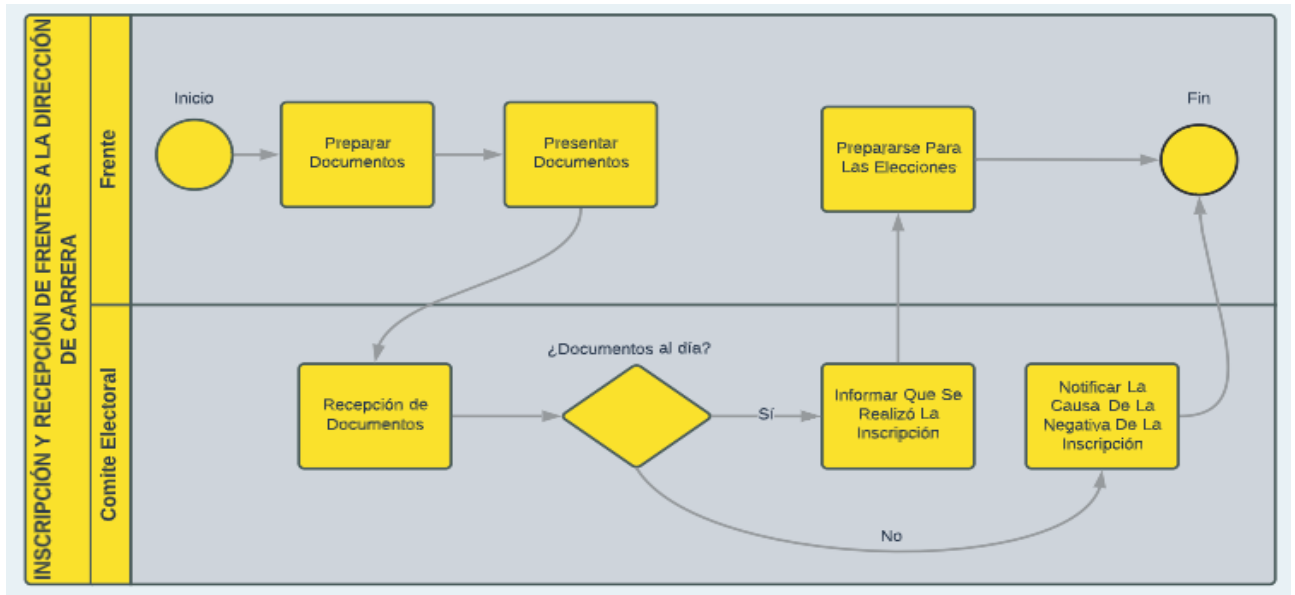 INSCRIPCIÓN Y RECEPCIÓN DE FRENTES A LA DIRECCIÓN
DE CARRERA
Frente
Inicio
Preparar
Documentos
Presentar
Documentos
Prepararse Para
Las Elecciones
Fin
Comite Electoral
Recepción de
Documentos
¿Documentos al día?
Sí
Informar Que Se
Realizó La
Inscripción
Notificar La
Causa De La
Negativa De La
Inscripción
No